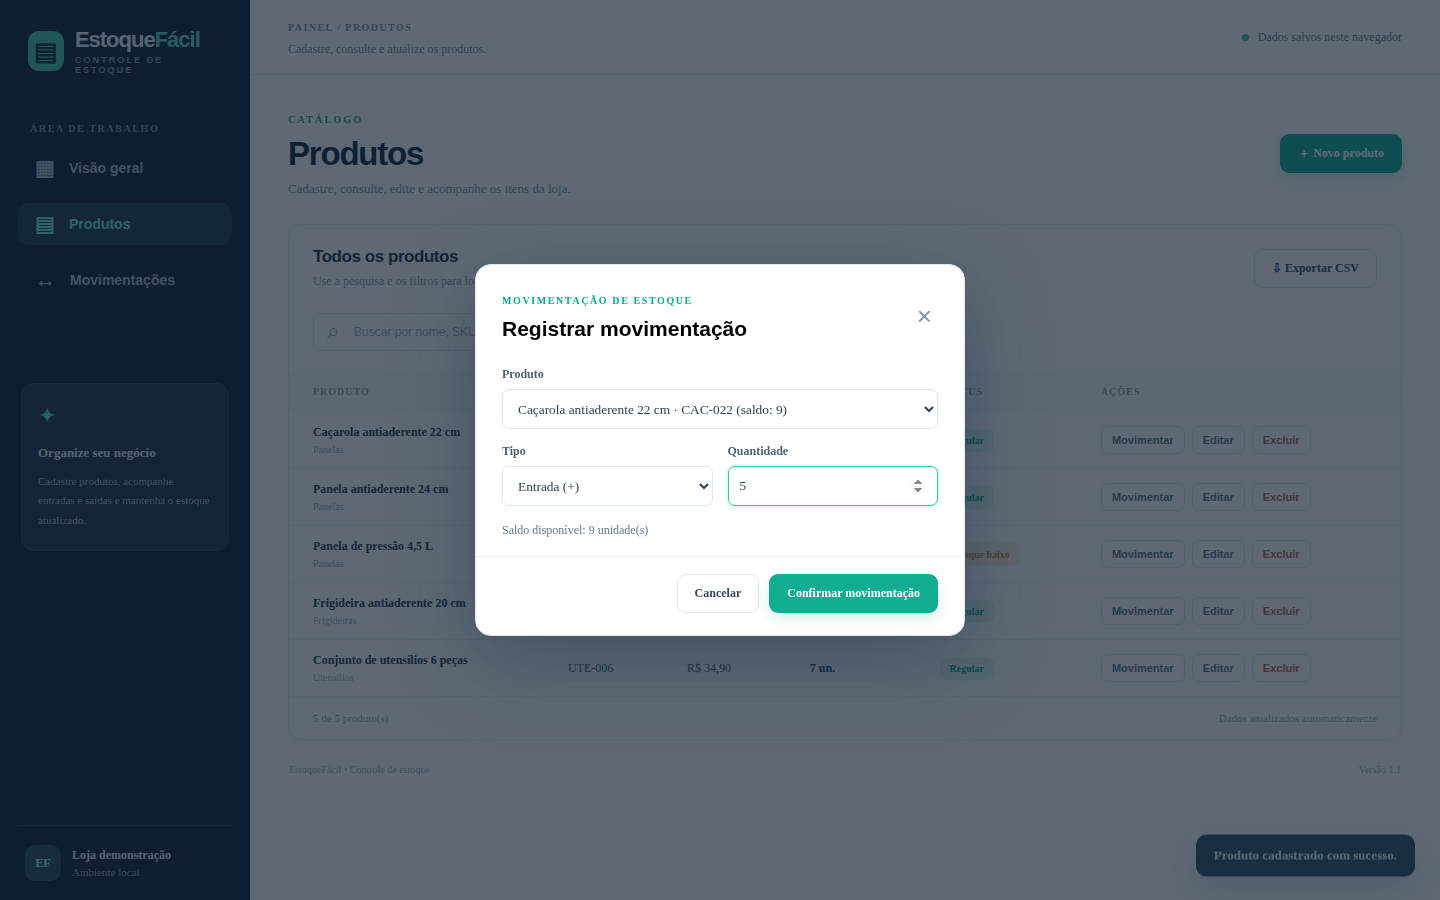 EstoqueFácil
CONTROLE DE
ESTOQUE
ÁREA DE TRABALHO
Visão geral
Produtos
Movimentações
Organize seu negócio
Cadastre produtos, acompanhe
entradas e saídas e mantenha o estoque
atualizado.
EF
Loja demonstração
Ambiente local
PAINEL / PRODUTOS
Cadastre, consulte e atualize os produtos.
Dados salvos neste navegador
CATÁLOGO
Produtos
Cadastre, consulte, edite e acompanhe os itens da loja.
+ Novo produto
Todos os produtos
Use a pesquisa e os filtros para
Exportar CSV
Buscar por nome, SKU
PRODUTO
AÇÕES
Caçarola antiaderente 22 cm
Panelas
Movimentar Editar Excluir
Panela antiaderente 24 cm
Panelas
Movimentar Editar Excluir
Panela de pressão 4,5 L
Panelas
baixo
Movimentar Editar Excluir
Frigideira antiaderente 20 cm
Frigideiras
Movimentar Editar Excluir
Conjunto de utensílios 6 peças
Utensílios
UTE-006 R$ 34,90 7 un. Regular Movimentar Editar Excluir
5 de 5 produto(s)
Dados atualizados automaticamente
EstoqueFácil • Controle de estoque
Versão 1.1
MOVIMENTAÇÃO DE ESTOQUE
Registrar movimentação
Produto
Caçarola antiaderente 22 cm · CAC-022 (saldo: 9)
Tipo Quantidade
Entrada (+) 5
Saldo disponível: 9 unidade(s)
Cancelar Confirmar movimentação
Produto cadastrado com sucesso.